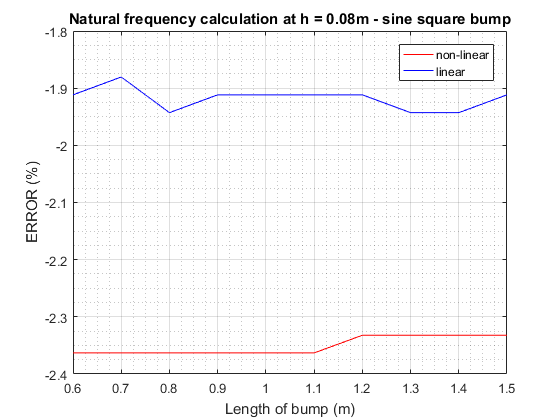 Natural frequency calculation at h = 0.08m - sine square bump
non-linear
linear
ERROR (%)
-1.8
-1.9
-2
-2.1
-2.2
-2.3
-2.4
0.6 0.7 0.8 0.9 1 1.1 1.2 1.3 1.4 1.5
Length of bump (m)